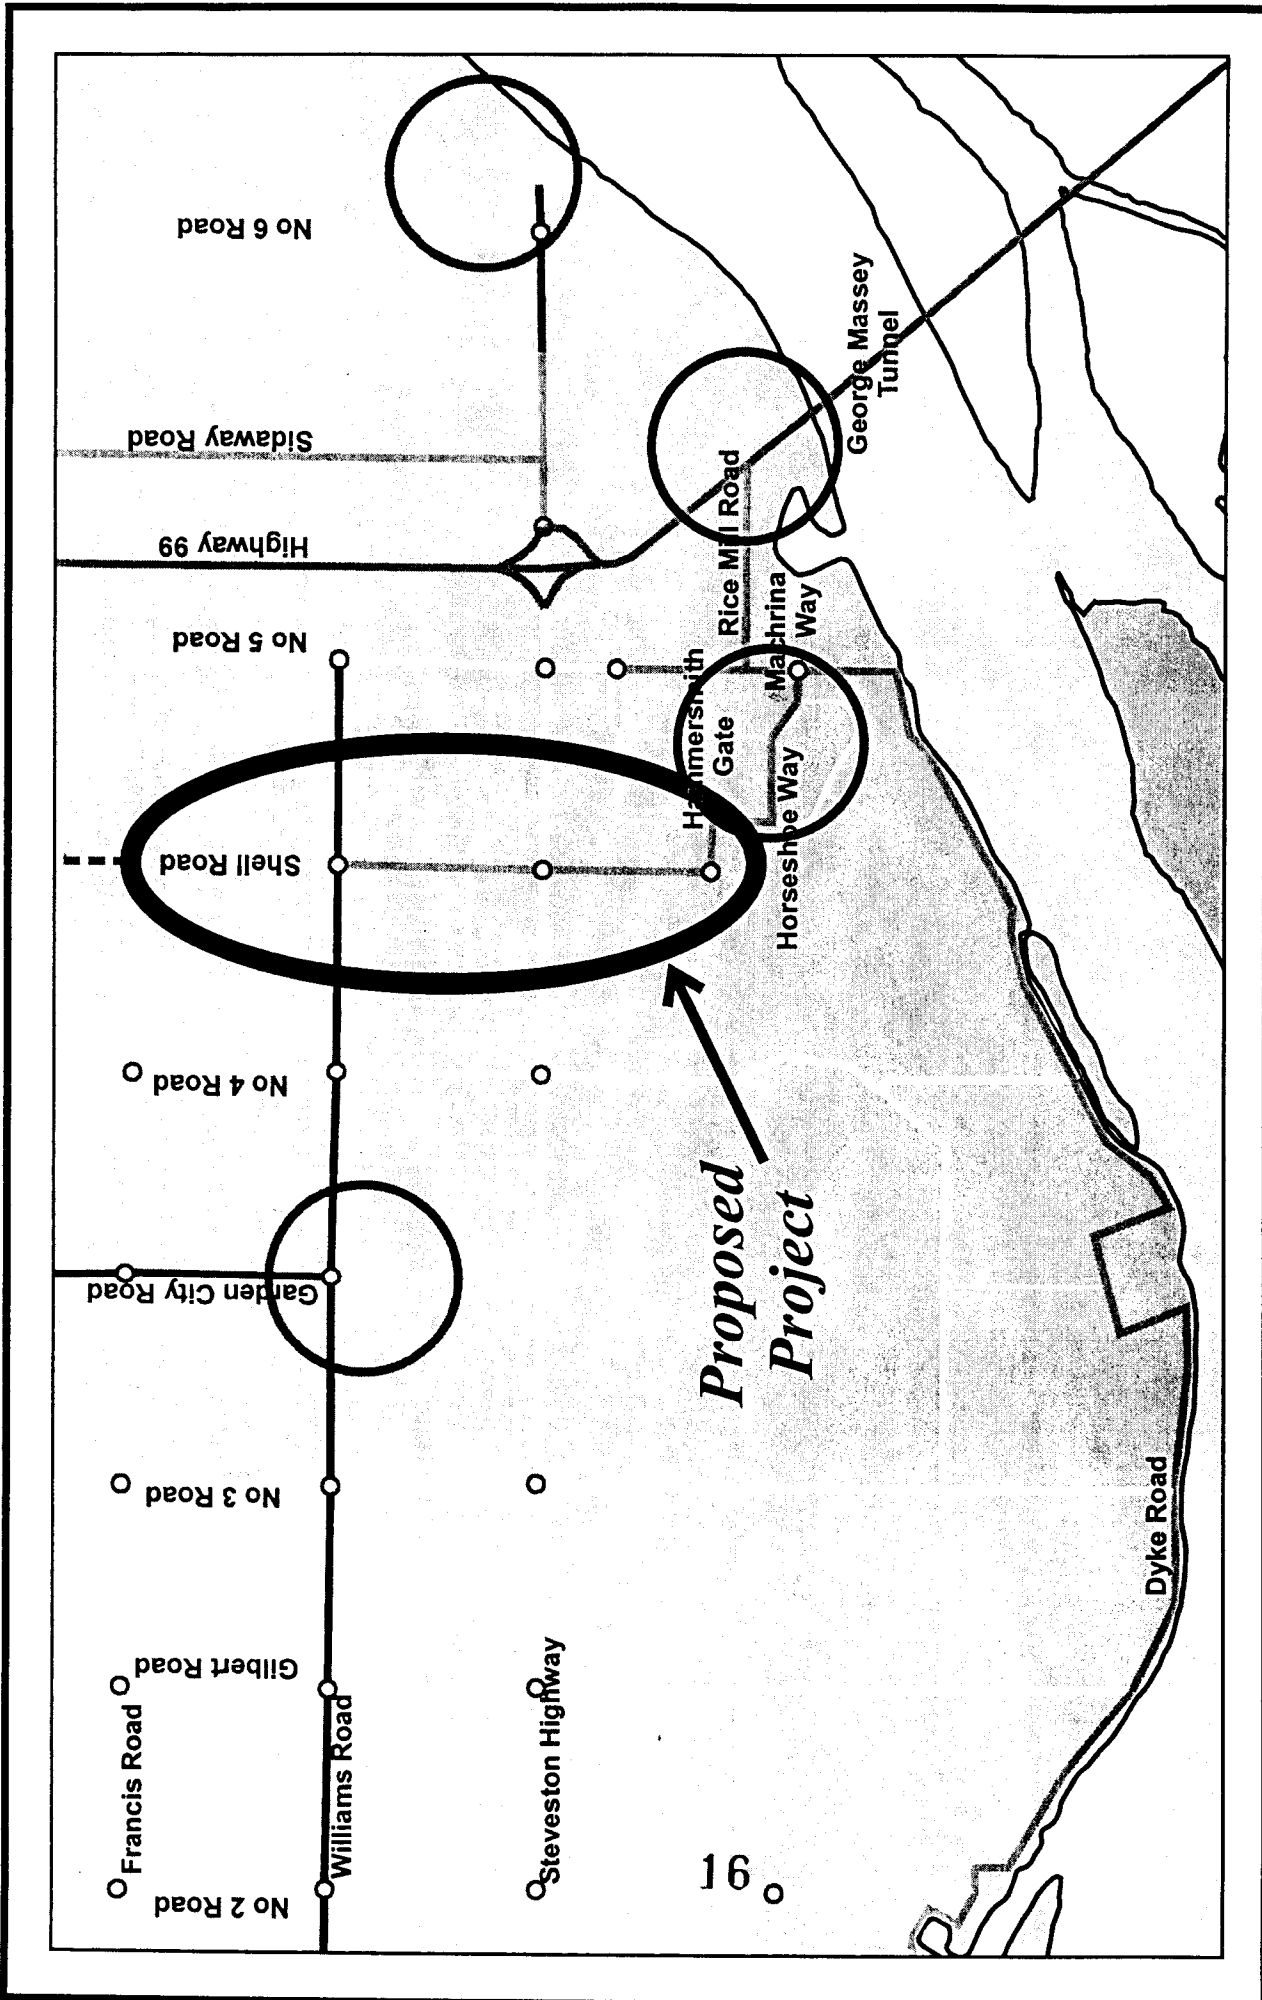 No 6 Road
Sidaway Road
Highway 99
No 5 Road
Shell Road
No 4 Road
Garden City Road
No 3 Road
Gilbert Road
No 2 Road
Francis Road
Williams Road
Steveston Highway
George Massey
Tunnel
Rice Mill Road
Machrina
Way
Hammersmith
Gate
Horseshoe Way
Proposed
Project
Dyke Road
16